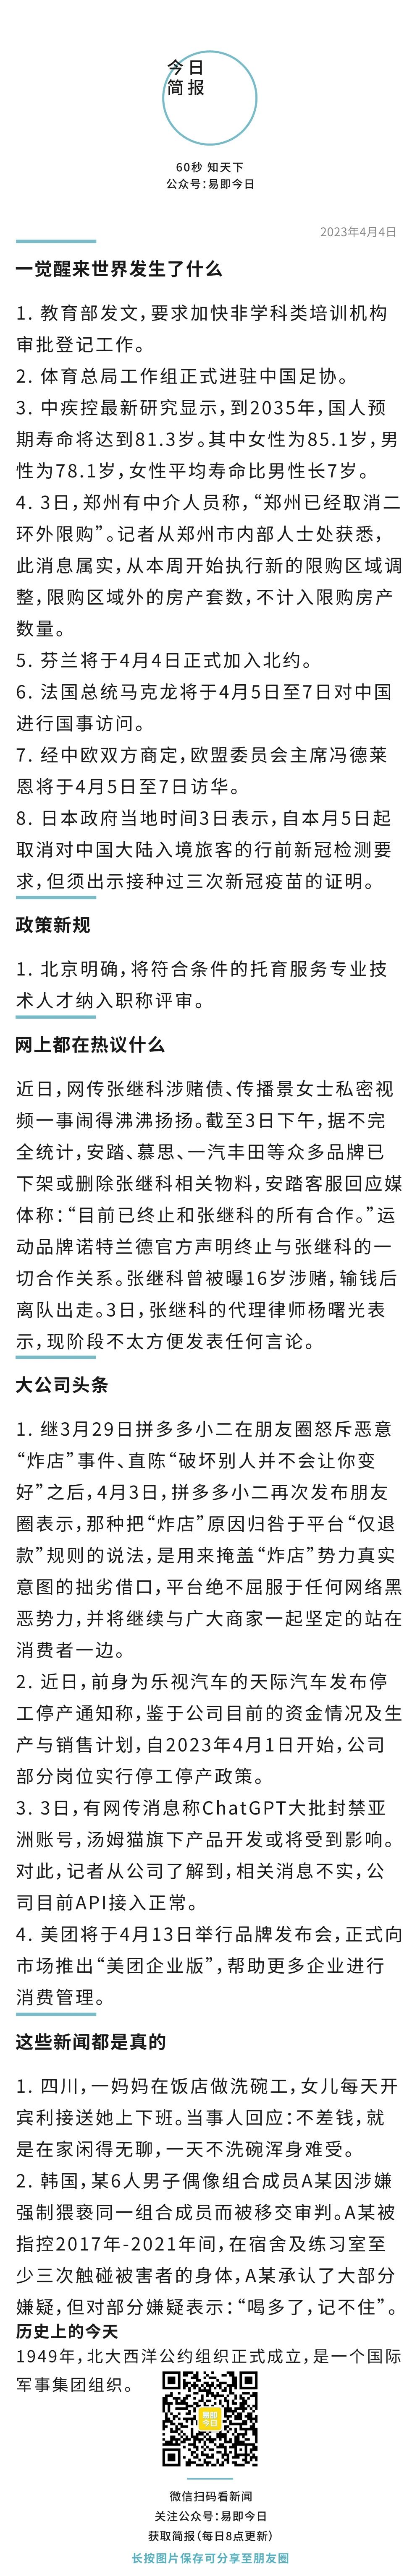 今日
简报
60秒 知天下
公众号：易即今日
2023年4月4日
一觉醒来世界发生了什么
1. 教育部发文，要求加快非学科类培训机构
审批登记工作。
2. 体育总局工作组正式进驻中国足协。
3. 中疾控最新研究显示，到2035年，国人预
期寿命将达到81.3岁。其中女性为85.1岁，男
性为78.1岁，女性平均寿命比男性长7岁。
4. 3日，郑州有中介人员称，“郑州已经取消二
环外限购”。记者从郑州市内部人士处获悉，
此消息属实，从本周开始执行新的限购区域调
整，限购区域外的房产套数，不计入限购房产
数量。
5. 芬兰将于4月4日正式加入北约。
6. 法国总统马克龙将于4月5日至7日对中国
进行国事访问。
7. 经中欧双方商定，欧盟委员会主席冯德莱
恩将于4月5日至7日访华。
8. 日本政府当地时间3日表示，自本月5日起
取消对中国大陆入境旅客的行前新冠检测要
求，但须出示接种过三次新冠疫苗的证明。
政策新规
1. 北京明确，将符合条件的托育服务专业技
术人才纳入职称评审。
网上都在热议什么
近日，网传张继科涉赌债、传播景女士私密视
频一事闹得沸沸扬扬。截至3日下午，据不完
全统计，安踏、慕思、一汽丰田等众多品牌已
下架或删除张继科相关物料，安踏客服回应媒
体称：“目前已终止和张继科的所有合作。”运
动品牌诺特兰德官方声明终止与张继科的一
切合作关系。张继科曾被曝16岁涉赌，输钱后
离队出走。3日，张继科的代理律师杨曙光表
示，现阶段不太方便发表任何言论。
大公司头条
1. 继3月29日拼多多小二在朋友圈怒斥恶意
“炸店”事件、直陈“破坏别人并不会让你变
好”之后，4月3日，拼多多小二再次发布朋友
圈表示，那种把“炸店”原因归咎于平台“仅退
款”规则的说法，是用来掩盖“炸店”势力真实
意图的拙劣借口，平台绝不屈服于任何网络黑
恶势力，并将继续与广大商家一起坚定的站在
消费者一边。
2. 近日，前身为乐视汽车的天际汽车发布停
工停产通知称，鉴于公司目前的资金情况及生
产与销售计划，自2023年4月1日开始，公司
部分岗位实行停工停产政策。
3. 3日，有网传消息称ChatGPT大批封禁亚
洲账号，汤姆猫旗下产品开发或将受到影响。
对此，记者从公司了解到，相关消息不实，公
司目前API接入正常。
4. 美团将于4月13日举行品牌发布会，正式向
市场推出“美团企业版”，帮助更多企业进行
消费管理。
这些新闻都是真的
1. 四川，一妈妈在饭店做洗碗工，女儿每天开
宾利接送她上下班。当事人回应：不差钱，就
是在家闲得无聊，一天不洗碗浑身难受。
2. 韩国，某6人男子偶像组合成员A某因涉嫌
强制猥亵同一组合成员而被移交审判。A某被
指控2017年-2021年间，在宿舍及练习室至
少三次触碰被害者的身体，A某承认了大部分
嫌疑，但对部分嫌疑表示：“喝多了，记不住”。
历史上的今天
1949年，北大西洋公约组织正式成立，是一个国际
军事集团组织。
易即
今日
微信扫码看新闻
关注公众号：易即今日
获取简报（每日8点更新）
长按图片保存可分享至朋友圈